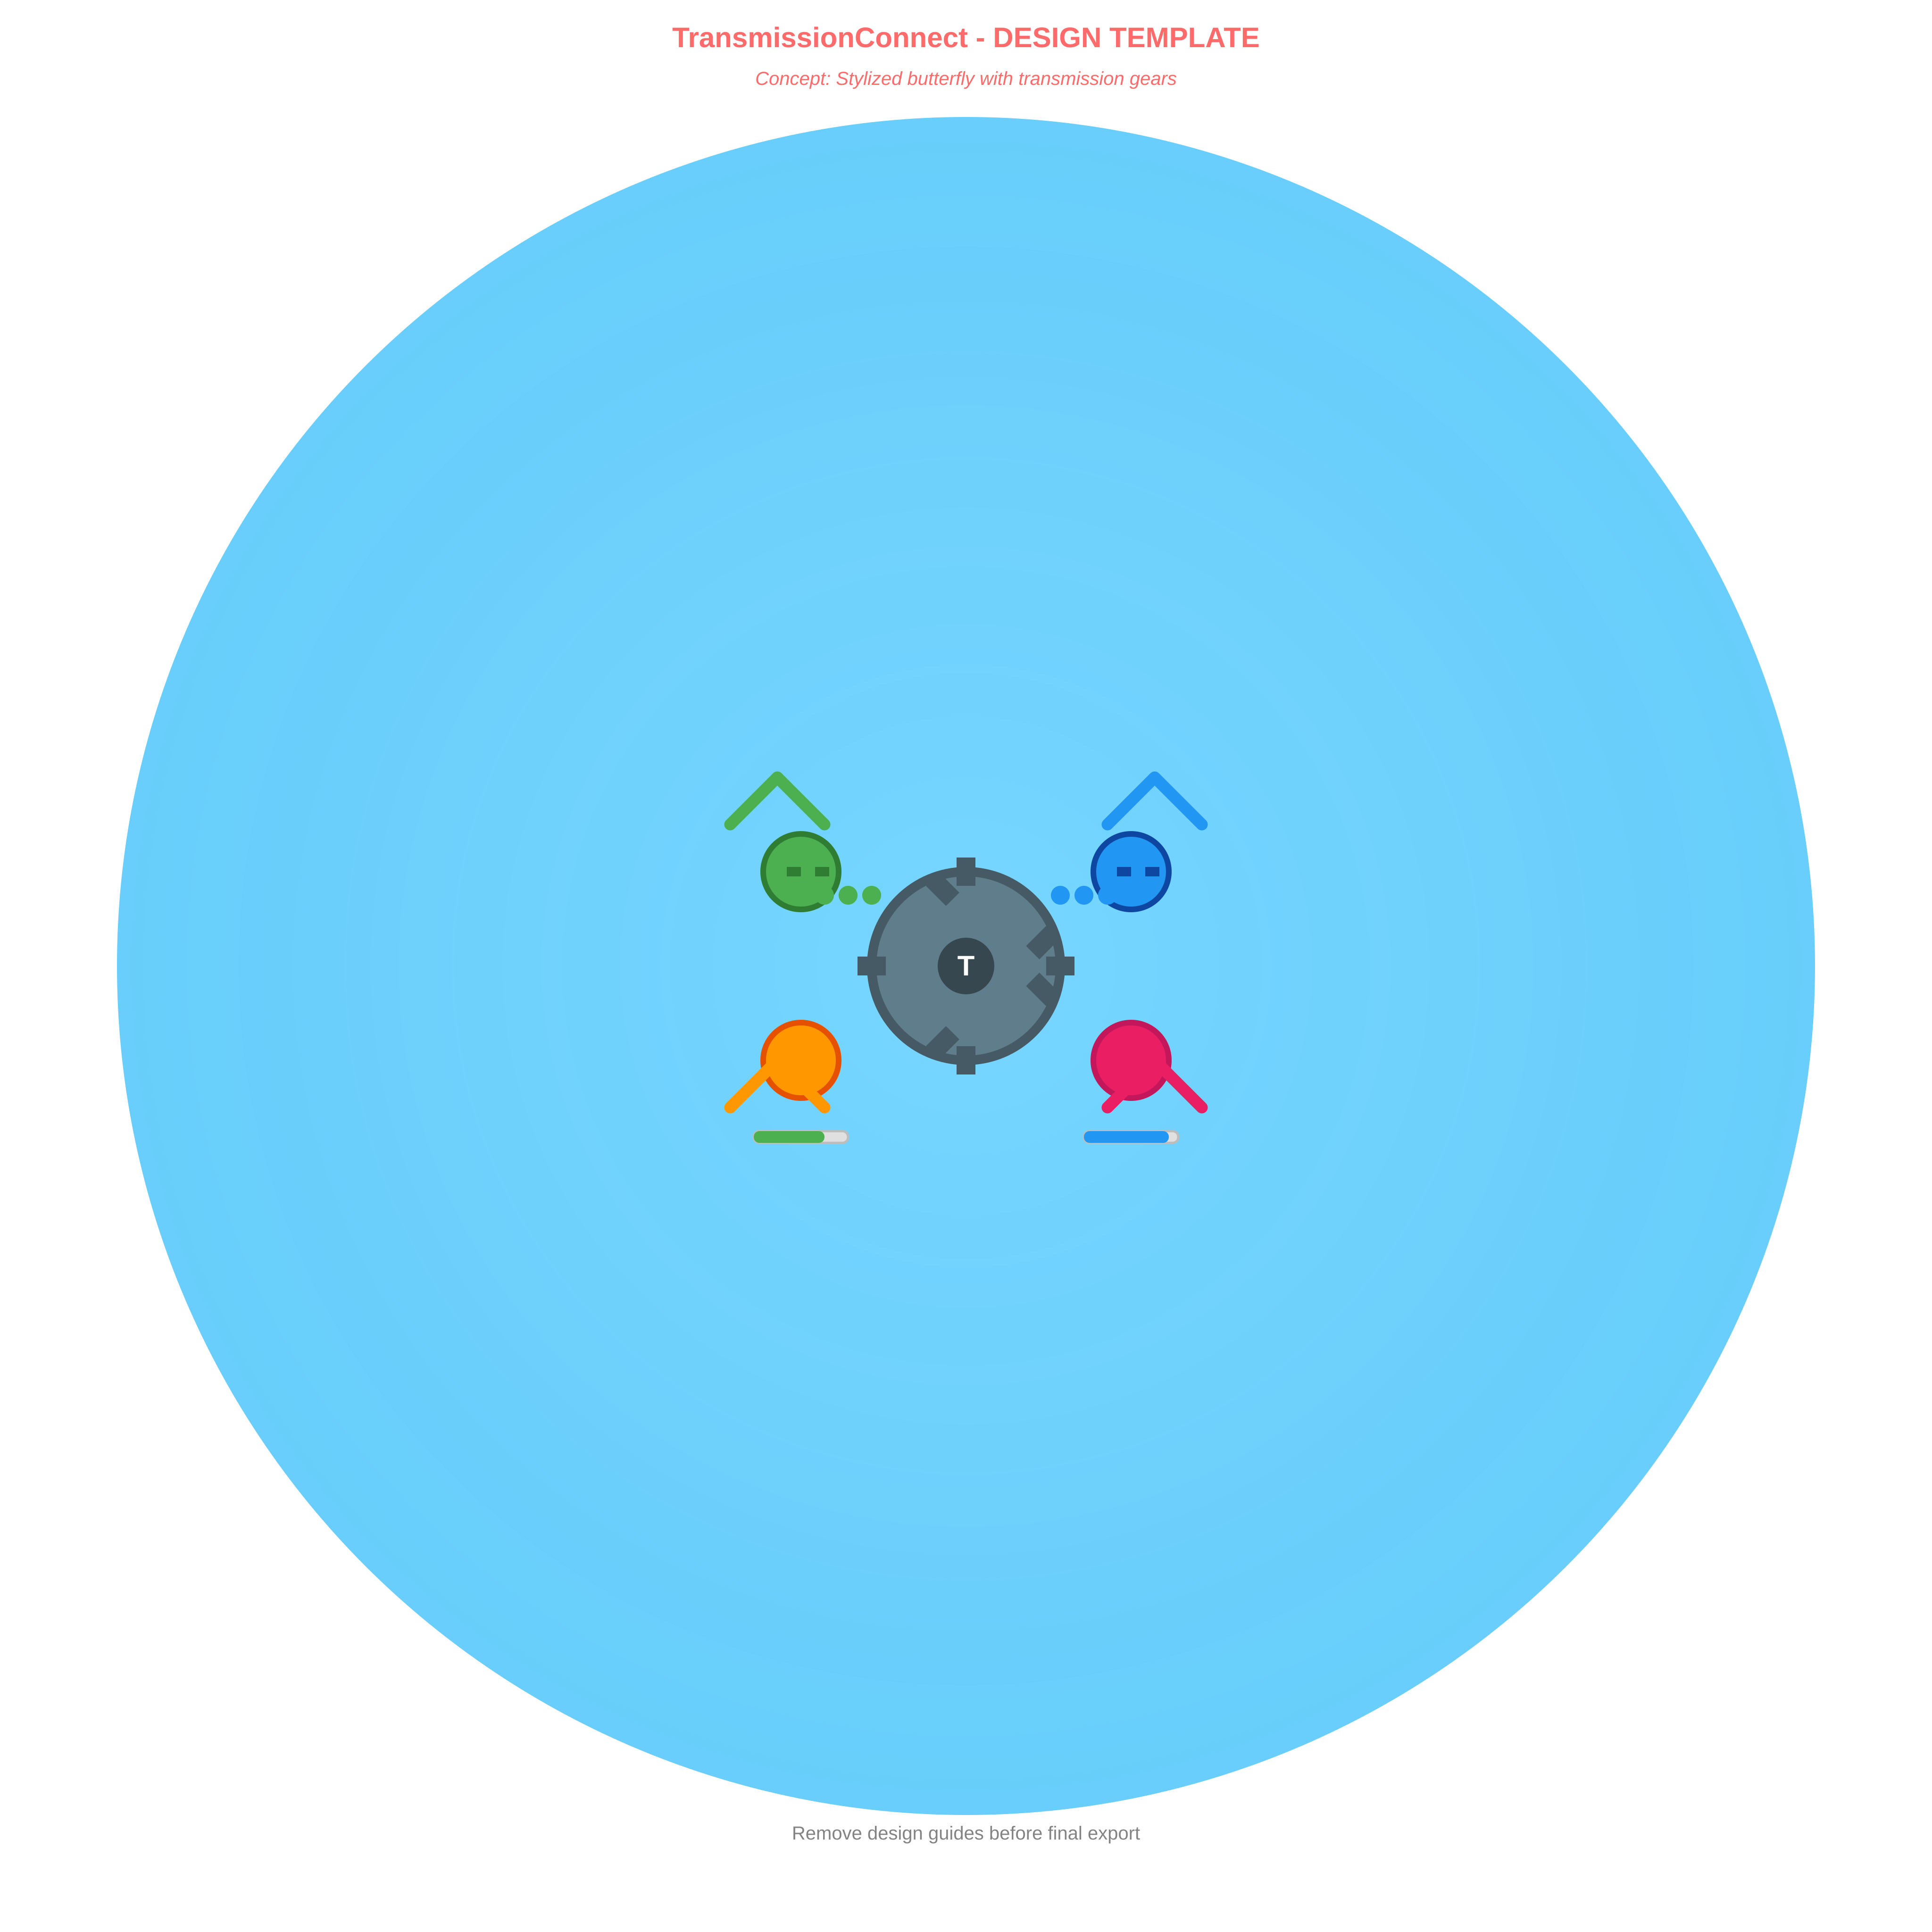 TransmissionConnect - DESIGN TEMPLATE
Concept: Stylized butterfly with transmission gears
T
Remove design guides before final export